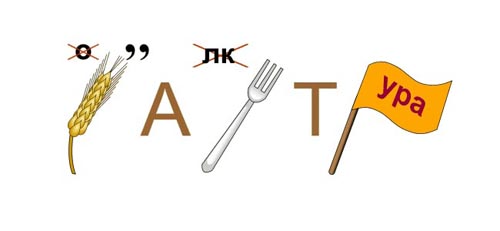 о ,, лк
А Т ура